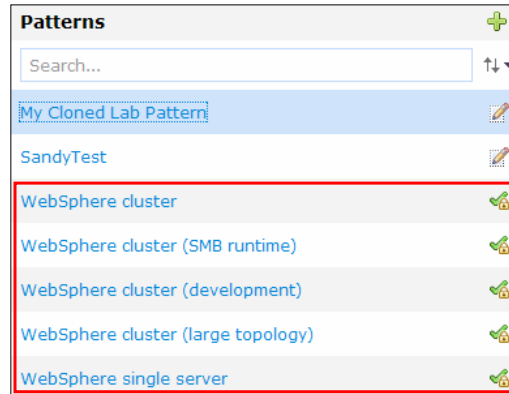 Patterns
Search...
My Cloned Lab Pattern
SandyTest
WebSphere cluster
WebSphere cluster (SMB runtime)
WebSphere cluster (development)
WebSphere cluster (large topology)
WebSphere single server